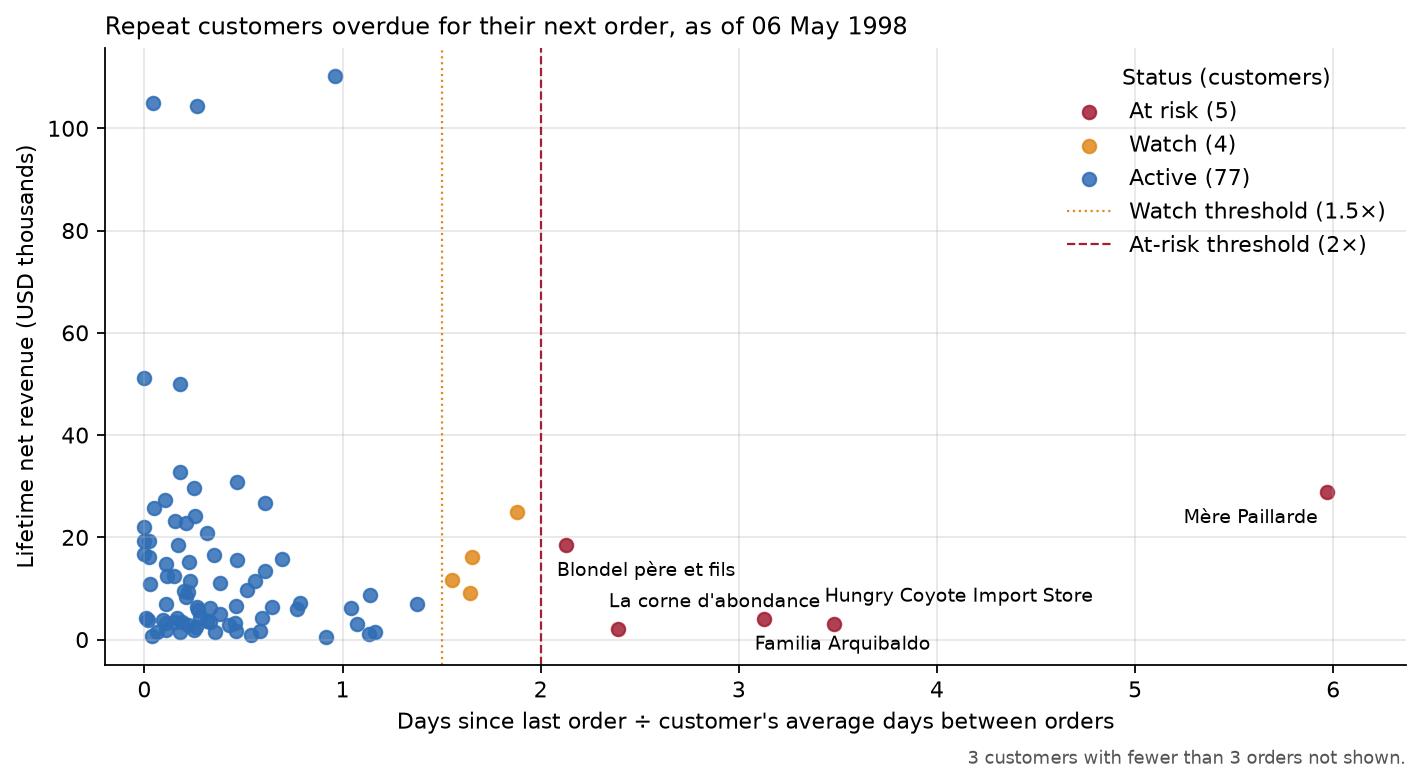 Repeat customers overdue for their next order, as of 06 May 1998
Lifetime net revenue (USD thousands)
100
80
60
40
20
0
Status (customers)
At risk (5)
Watch (4)
Active (77)
Watch threshold (1.5×)
At-risk threshold (2×)
Mère Paillarde
Blondel père et fils
La corne d'abondance
Hungry Coyote Import Store
Familia Arquibaldo
0 1 2 3 4 5 6
Days since last order ÷ customer's average days between orders
3 customers with fewer than 3 orders not shown.